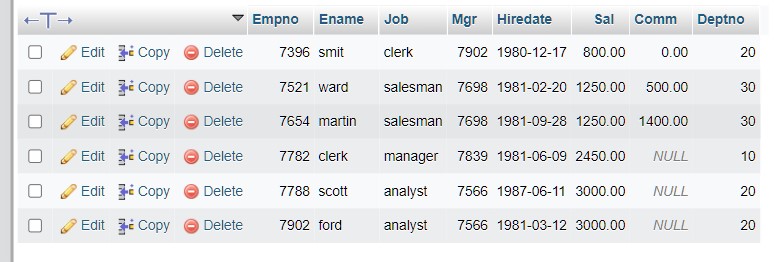 Empno Ename Job Mgr Hiredate Sal Comm Deptno
Edit Copy Delete 7396 smit clerk 7902 1980-12-17 800.00 0.00 20
Edit Copy Delete 7521 ward salesman 7698 1981-02-20 1250.00 500.00 30
Edit Copy Delete 7654 martin salesman 7698 1981-09-28 1250.00 1400.00 30
Edit Copy Delete 7782 clerk manager 7839 1981-06-09 2450.00 NULL 10
Edit Copy Delete 7788 scott analyst 7566 1987-06-11 3000.00 NULL 20
Edit Copy Delete 7902 ford analyst 7566 1981-03-12 3000.00 NULL 20